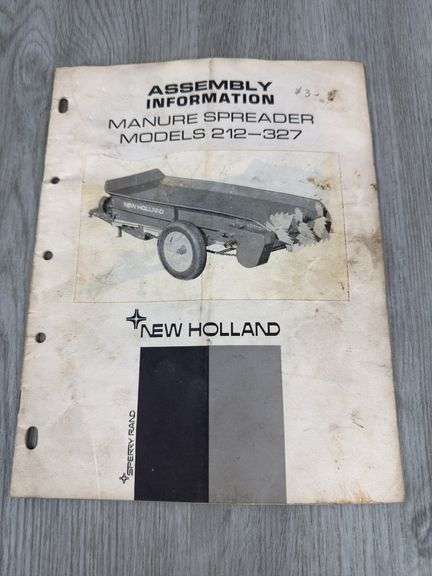 ASSEMBLY
INFORMATION
MANURE SPREADER
MODELS 212-327
NEW HOLLAND
NEW HOLLAND
SPERRY RAND